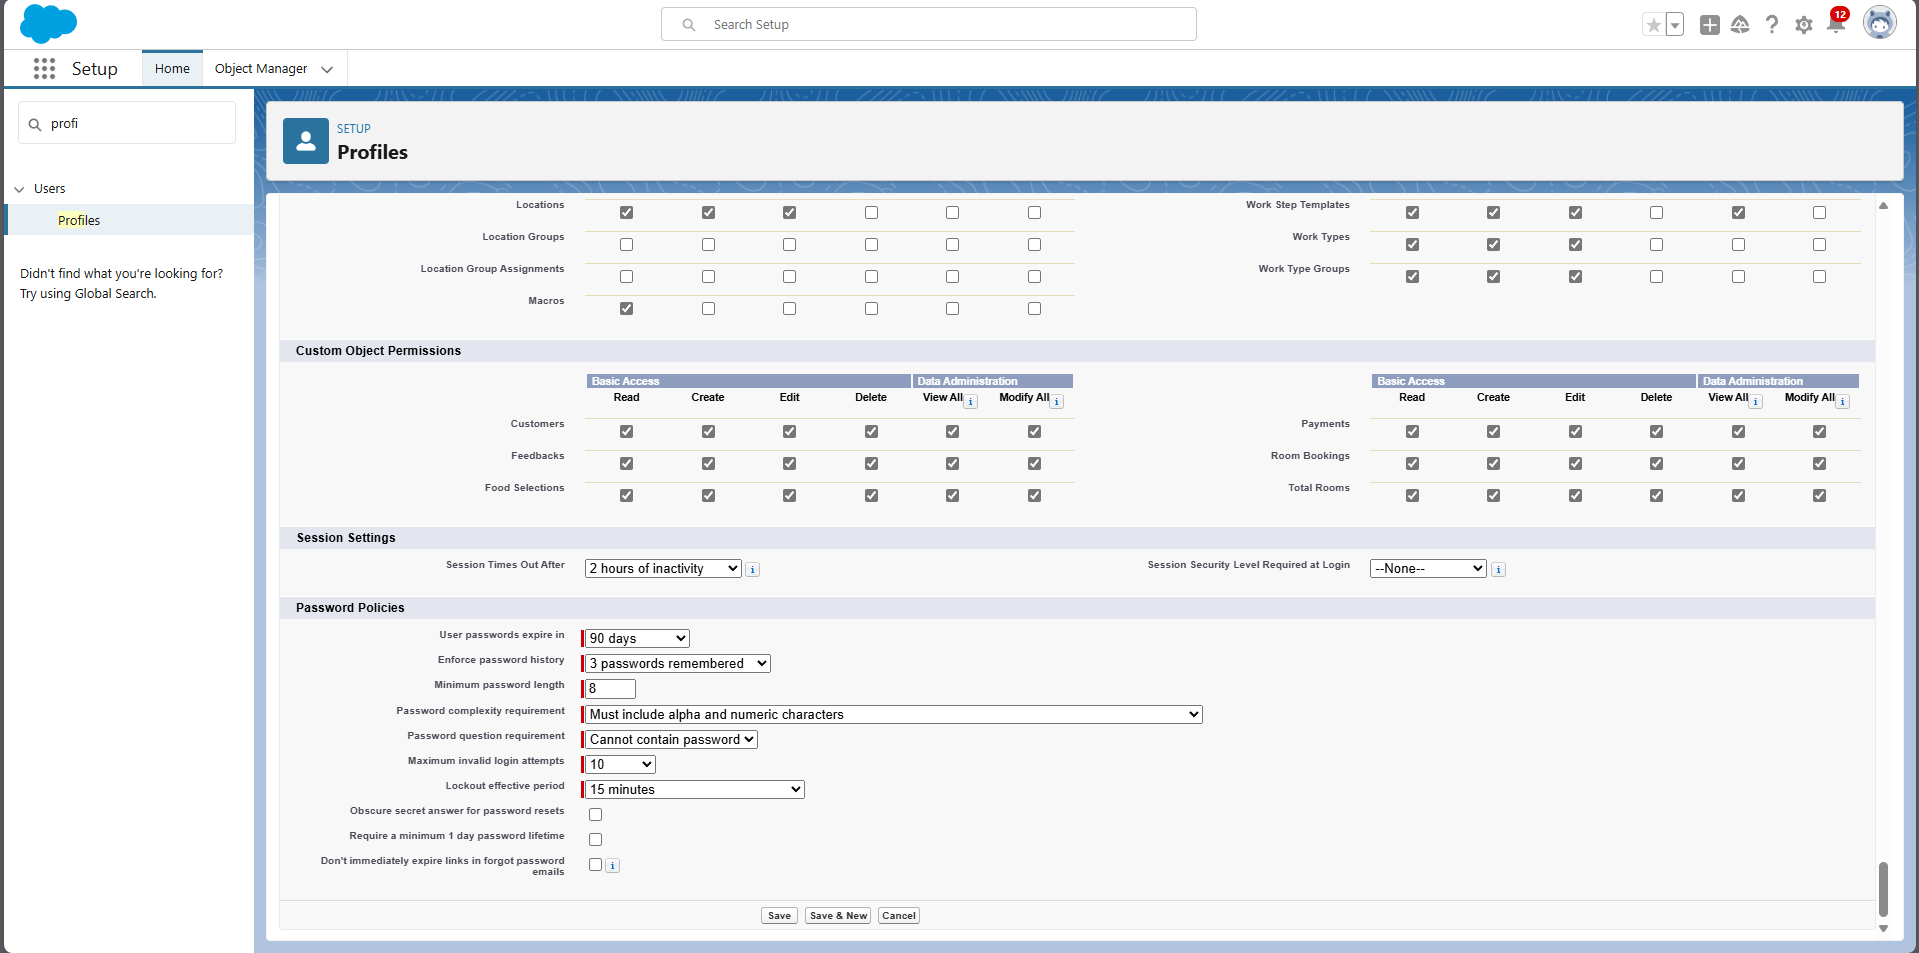 Search Setup
12
Setup
Home
Object Manager
profi
Users
Profiles
Didn't find what you're looking for?
Try using Global Search.
SETUP
Profiles
Locations
Work Step Templates
Location Groups
Work Types
Location Group Assignments
Work Type Groups
Macros
Custom Object Permissions
Basic Access Data Administration Basic Access Data Administration
Read Create Edit Delete View All i Modify All i Read Create Edit Delete View All i Modify All i
Customers Payments
Feedbacks Room Bookings
Food Selections Total Rooms
Session Settings
Session Times Out After 2 hours of inactivity i Session Security Level Required at Login --None-- i
Password Policies
User passwords expire in 90 days
Enforce password history 3 passwords remembered
Minimum password length 8
Password complexity requirement Must include alpha and numeric characters
Password question requirement Cannot contain password
Maximum invalid login attempts 10
Lockout effective period 15 minutes
Obscure secret answer for password resets
Require a minimum 1 day password lifetime
Don't immediately expire links in forgot password
emails i
Save Save & New Cancel